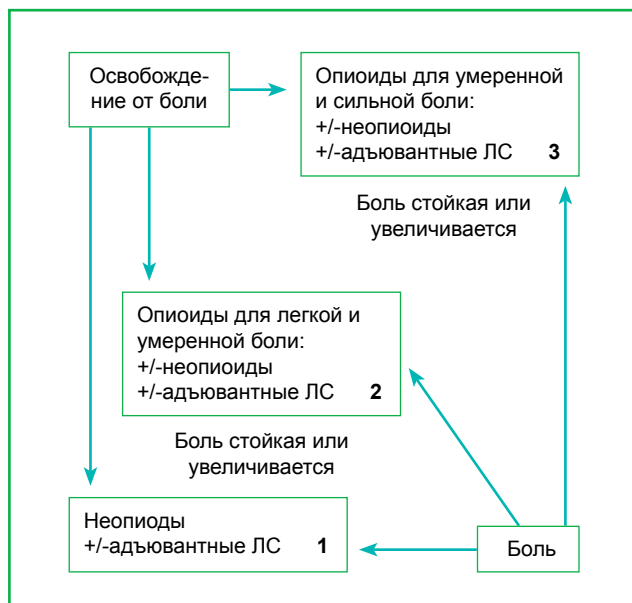 Освобожде-
ние от боли
Опиоиды для умеренной
и сильной боли:
+/-неопиоиды
+/-адъювантные ЛС 3
Боль стойкая или
увеличивается
Опиоиды для легкой и
умеренной боли:
+/-неопиоиды
+/-адъювантные ЛС 2
Боль стойкая или
увеличивается
Неопиоды
+/-адъювантные ЛС 1
Боль